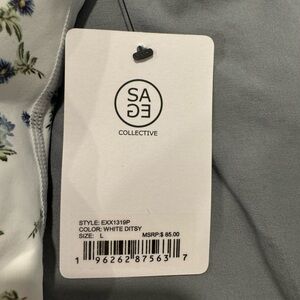 SA
GE
COLLECTIVE
STYLE: EXX1319P
COLOR: WHITE DITSY
SIZE: L MSRP:$ 85.00
1 96262 87563 7